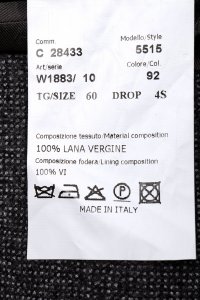 Comm Modello/Style
C 28433 5515
Art/serie Colore/Col.
W1883/ 10 92
TG/SIZE 60 DROP 4S
Composizione tessuto/Material composition
100% LANA VERGINE
Composizione fodera/Lining composition
100% VI
P
MADE IN ITALY